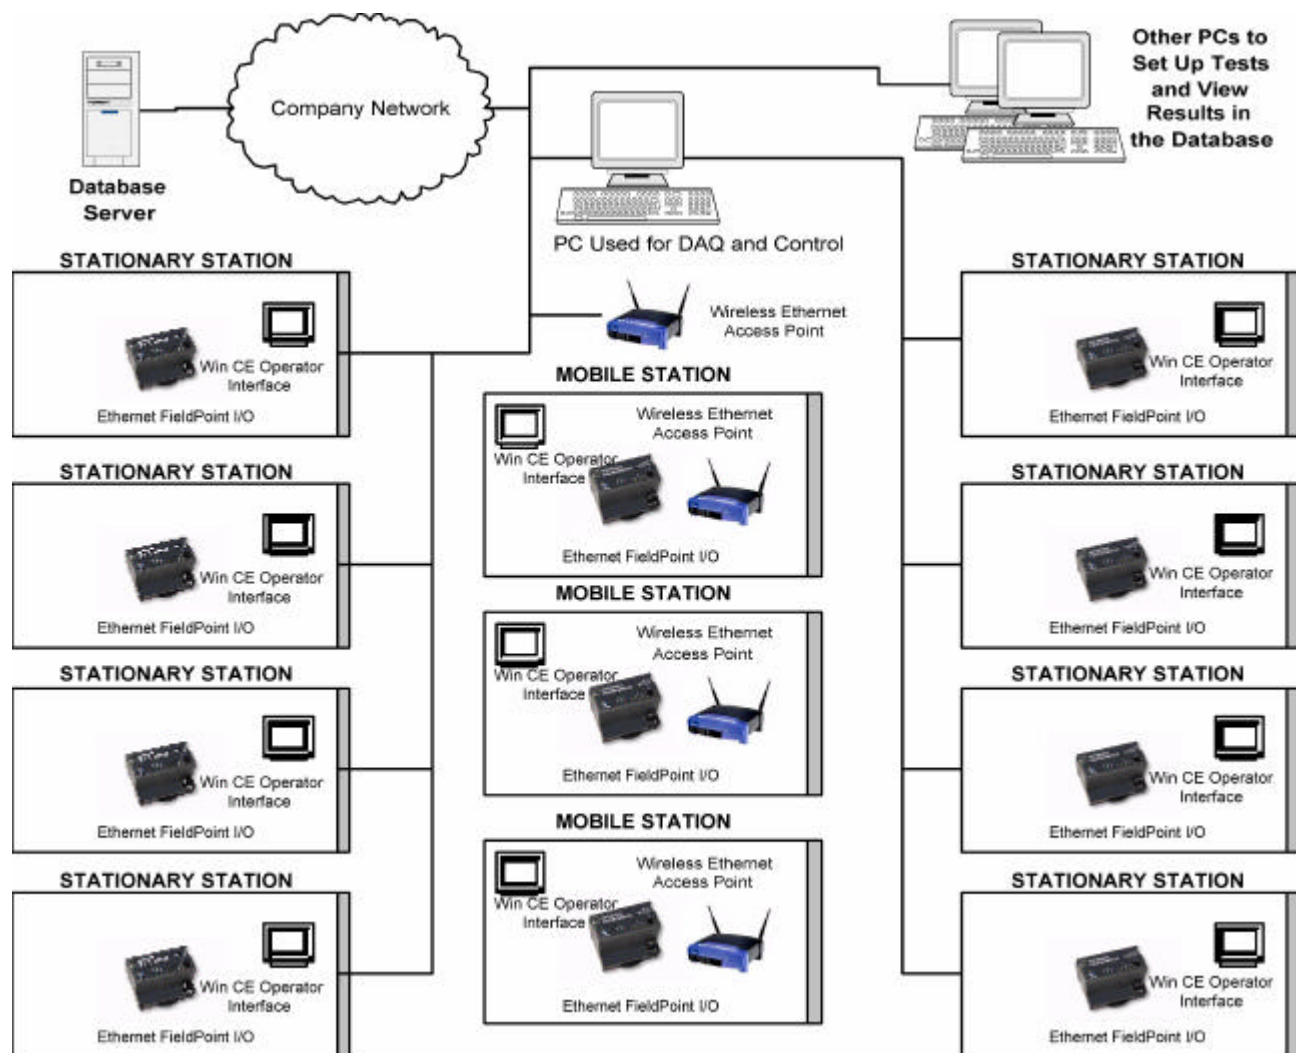 Other PCs to
Set Up Tests
and View
Results in
the Database
Company Network
Database
Server
PC Used for DAQ and Control
STATIONARY STATION
Win CE Operator
Interface
Ethernet FieldPoint I/O
STATIONARY STATION
Win CE Operator
Interface
Ethernet FieldPoint I/O
STATIONARY STATION
Win CE Operator
Interface
Ethernet FieldPoint I/O
STATIONARY STATION
Win CE Operator
Interface
Ethernet FieldPoint I/O
Wireless Ethernet
Access Point
MOBILE STATION
Wireless Ethernet
Access Point
Win CE Operator
Interface
Ethernet FieldPoint I/O
MOBILE STATION
Wireless Ethernet
Access Point
Win CE Operator
Interface
Ethernet FieldPoint I/O
MOBILE STATION
Wireless Ethernet
Access Point
Win CE Operator
Interface
Ethernet FieldPoint I/O
STATIONARY STATION
Win CE Operator
Interface
Ethernet FieldPoint I/O
STATIONARY STATION
Win CE Operator
Interface
Ethernet FieldPoint I/O
STATIONARY STATION
Win CE Operator
Interface
Ethernet FieldPoint I/O
STATIONARY STATION
Win CE Operator
Interface
Ethernet FieldPoint I/O